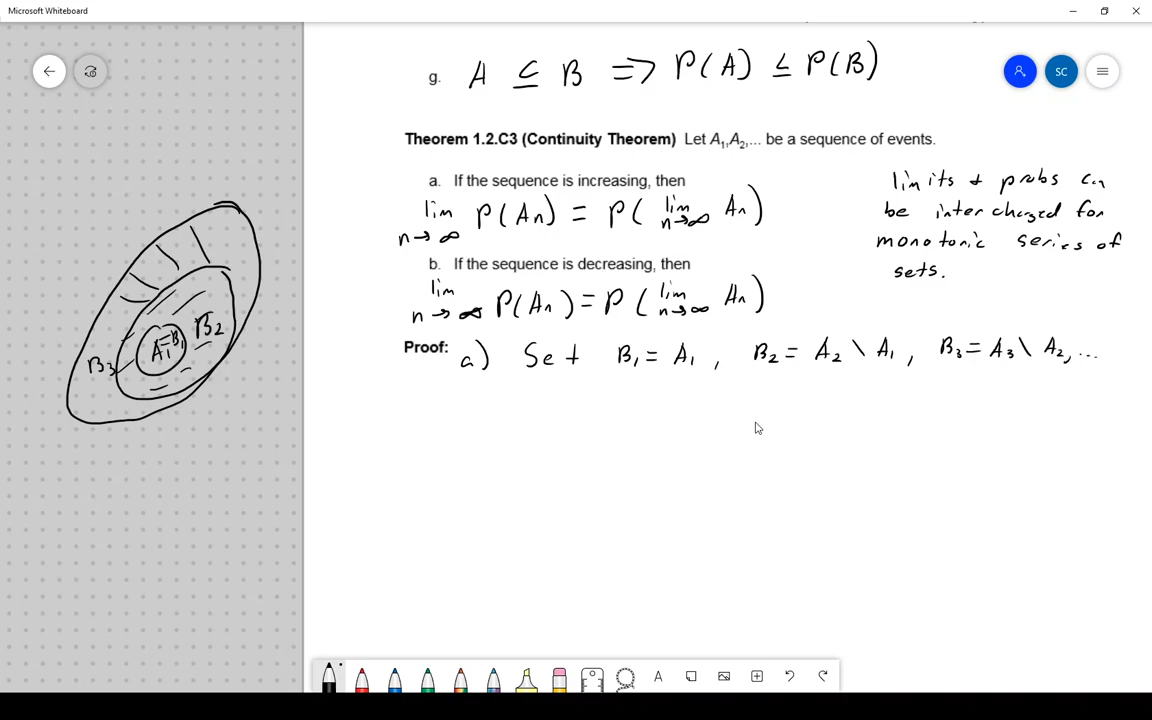 Microsoft Whiteboard
SC
g. A ⊆ B ⟹ P(A) ≤ P(B)
Theorem 1.2.C3 (Continuity Theorem) Let A₁,A₂,... be a sequence of events.
a. If the sequence is increasing, then
lim n→∞ P(An) = P( lim n→∞ An )
b. If the sequence is decreasing, then
lim n→∞ P(An) = P( lim n→∞ An )
limits + probs can
be interchanged for
monotonic series of
sets.
Proof: a) Set B₁ = A₁ , B₂ = A₂ \ A₁ , B₃ = A₃ \ A₂, ...
A₁ = B₁
B₂
B₃
A